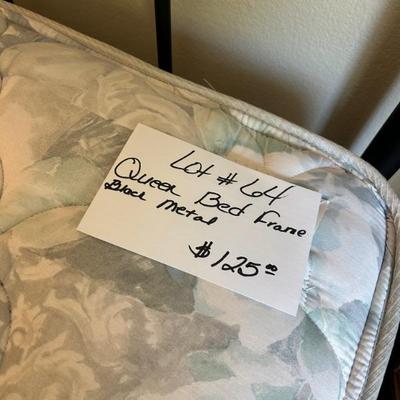 Lot # 64
Queen Bed Frame
Black Metal
$125.00